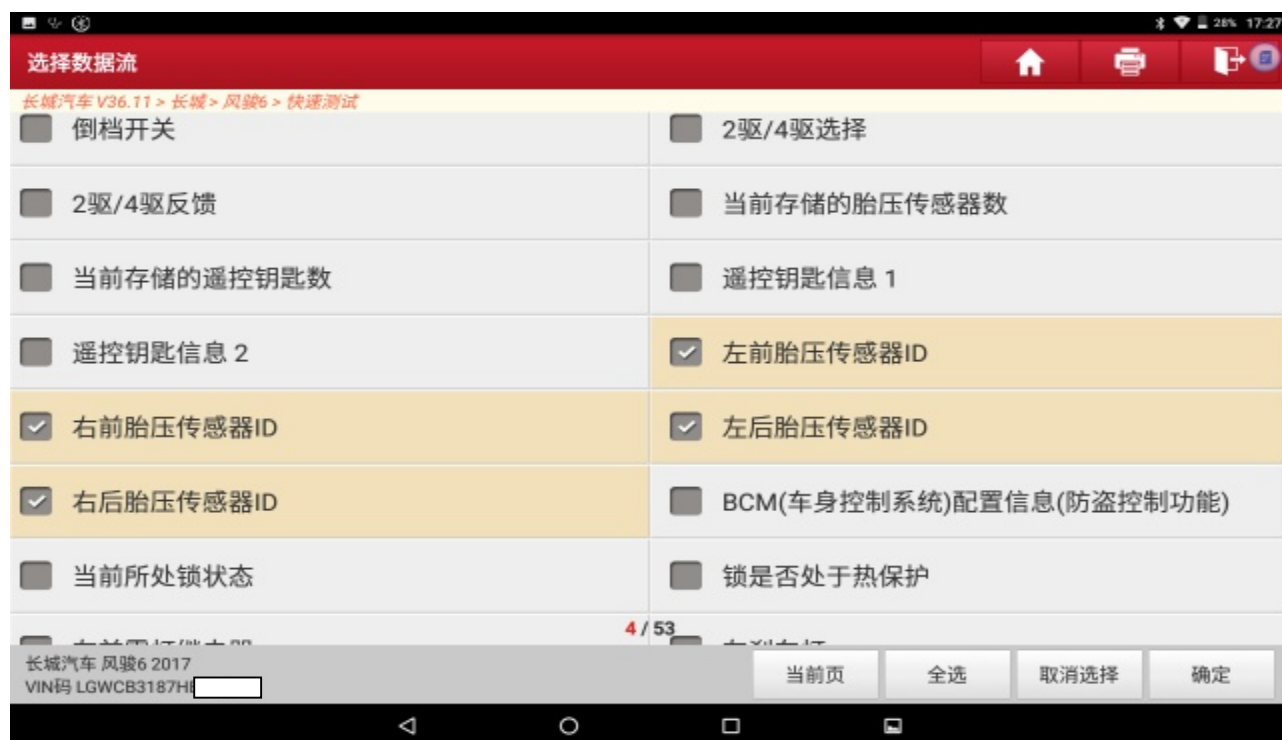 28% 17:27
选择数据流
长城汽车 V36.11 > 长城 > 风骏6 > 快速测试
倒档开关
2驱/4驱选择
2驱/4驱反馈
当前存储的胎压传感器数
当前存储的遥控钥匙数
遥控钥匙信息 1
遥控钥匙信息 2
左前胎压传感器ID
右前胎压传感器ID
左后胎压传感器ID
右后胎压传感器ID
BCM(车身控制系统)配置信息(防盗控制功能)
当前所处锁状态
锁是否处于热保护
4 / 53
长城汽车 风骏6 2017
VIN码 LGWCB3187H
当前页
全选
取消选择
确定